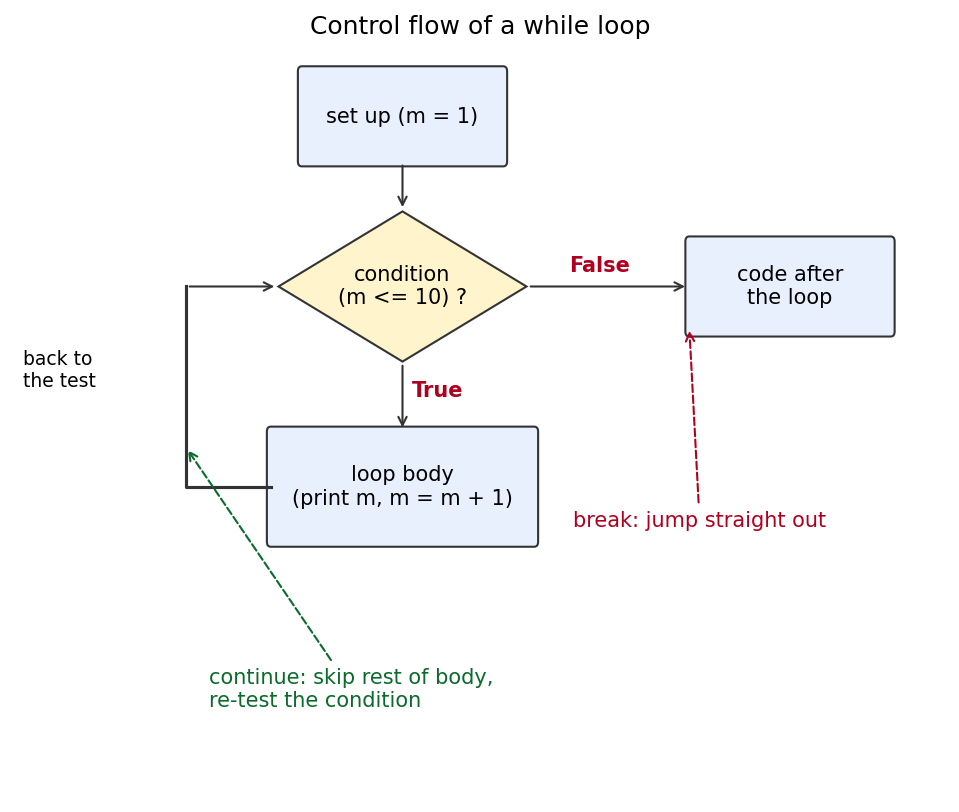 Control flow of a while loop
set up (m = 1)
condition
(m <= 10) ?
False
code after
the loop
back to
the test
True
loop body
(print m, m = m + 1)
break: jump straight out
continue: skip rest of body,
re-test the condition